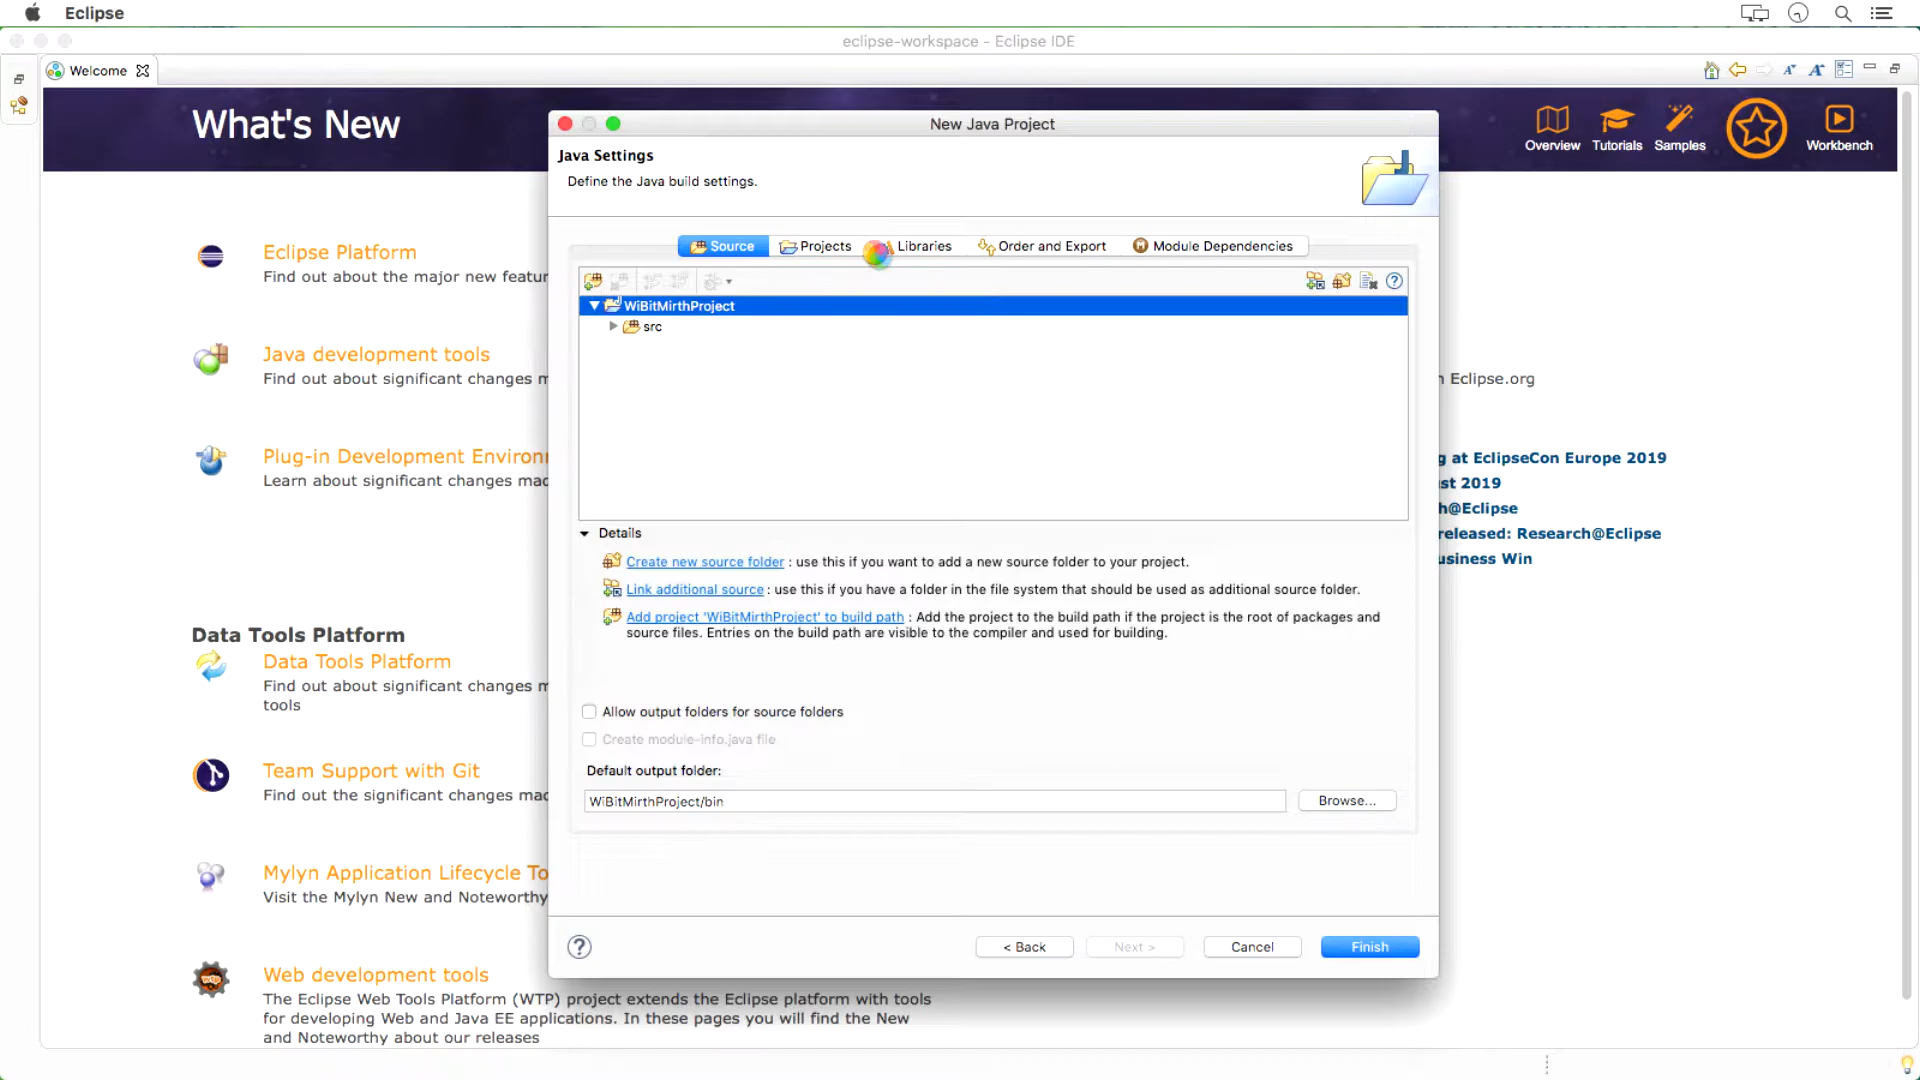 Eclipse
eclipse-workspace - Eclipse IDE
Welcome
What's New
Overview
Tutorials
Samples
Workbench
Eclipse Platform
Find out about the major new featur
Java development tools
Find out about significant changes m
Plug-in Development Environ
Learn about significant changes mad
Data Tools Platform
Data Tools Platform
Find out about significant changes m
tools
Team Support with Git
Find out the significant changes mad
Mylyn Application Lifecycle To
Visit the Mylyn New and Noteworthy
Web development tools
The Eclipse Web Tools Platform (WTP) project extends the Eclipse platform with tools
for developing Web and Java EE applications. In these pages you will find the New
and Noteworthy about our releases
Eclipse.org
g at EclipseCon Europe 2019
st 2019
h@Eclipse
released: Research@Eclipse
usiness Win
New Java Project
Java Settings
Define the Java build settings.
Source
Projects
Libraries
Order and Export
Module Dependencies
WiBitMirthProject
src
Details
Create new source folder : use this if you want to add a new source folder to your project.
Link additional source : use this if you have a folder in the file system that should be used as additional source folder.
Add project 'WiBitMirthProject' to build path : Add the project to the build path if the project is the root of packages and
source files. Entries on the build path are visible to the compiler and used for building.
Allow output folders for source folders
Create module-info.java file
Default output folder:
WiBitMirthProject/bin
Browse...
< Back
Next >
Cancel
Finish